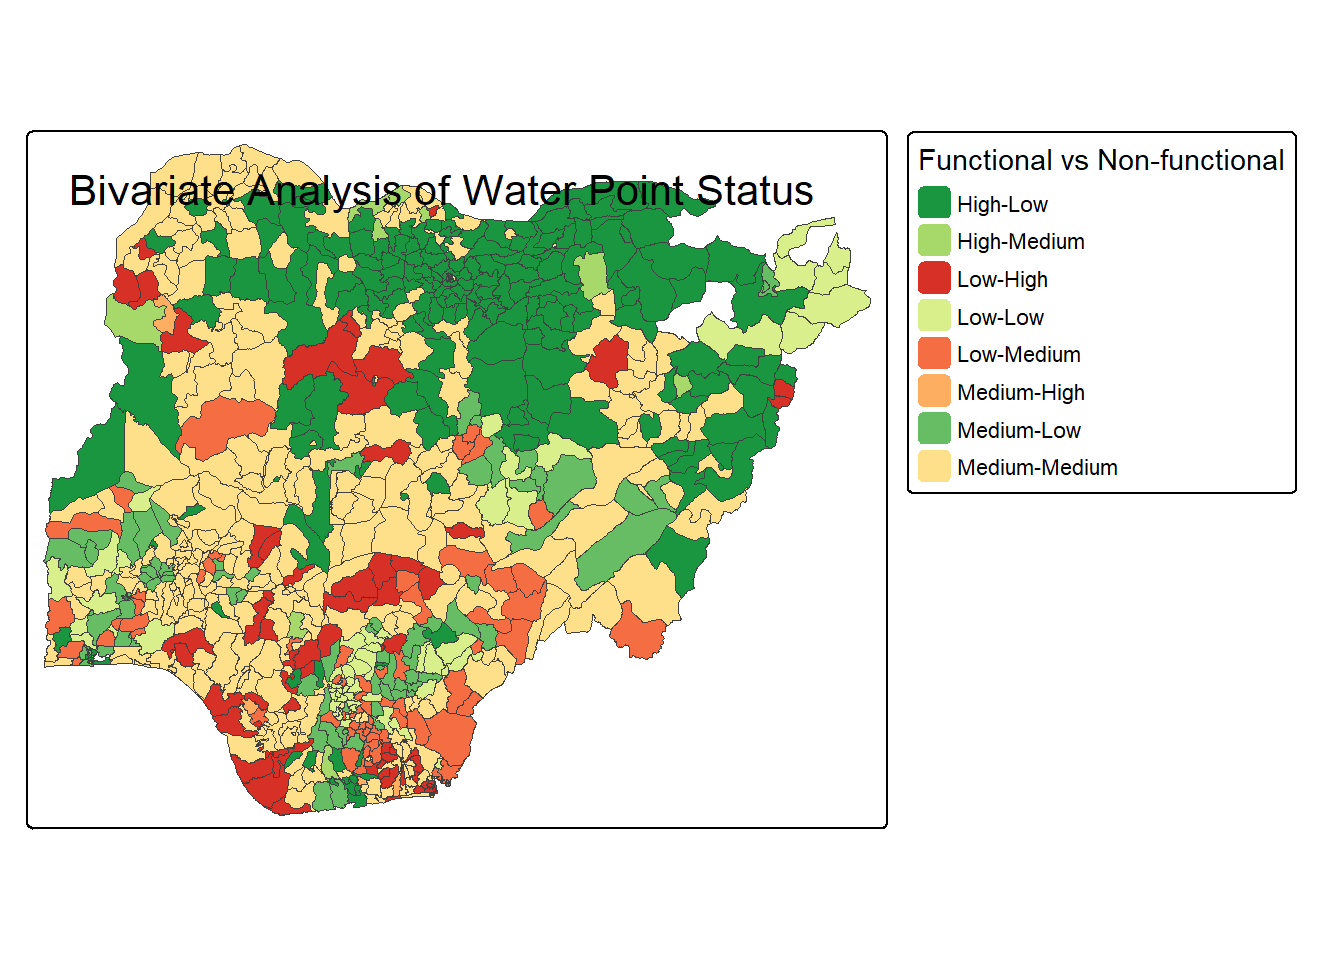 Bivariate Analysis of Water Point Status
Functional vs Non-functional
High-Low
High-Medium
Low-High
Low-Low
Low-Medium
Medium-High
Medium-Low
Medium-Medium